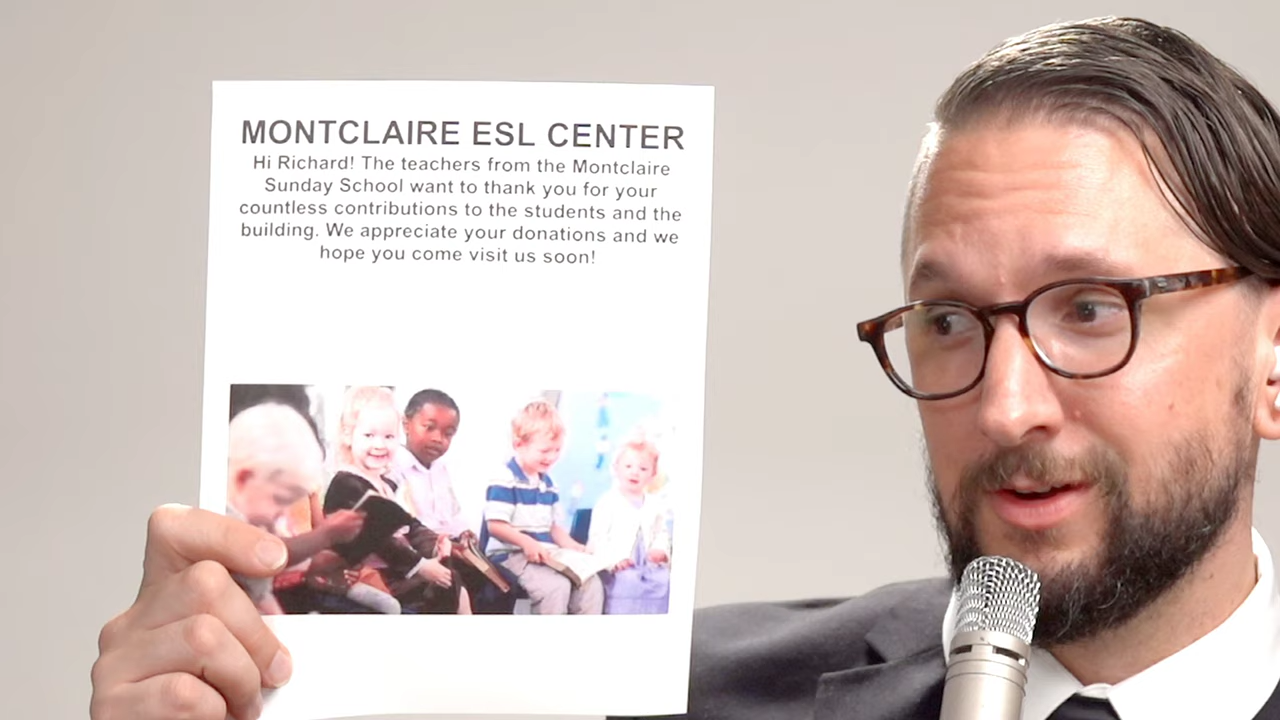 MONTCLAIRE ESL CENTER
Hi Richard! The teachers from the Montclaire
Sunday School want to thank you for your
countless contributions to the students and the
building. We appreciate your donations and we
hope you come visit us soon!